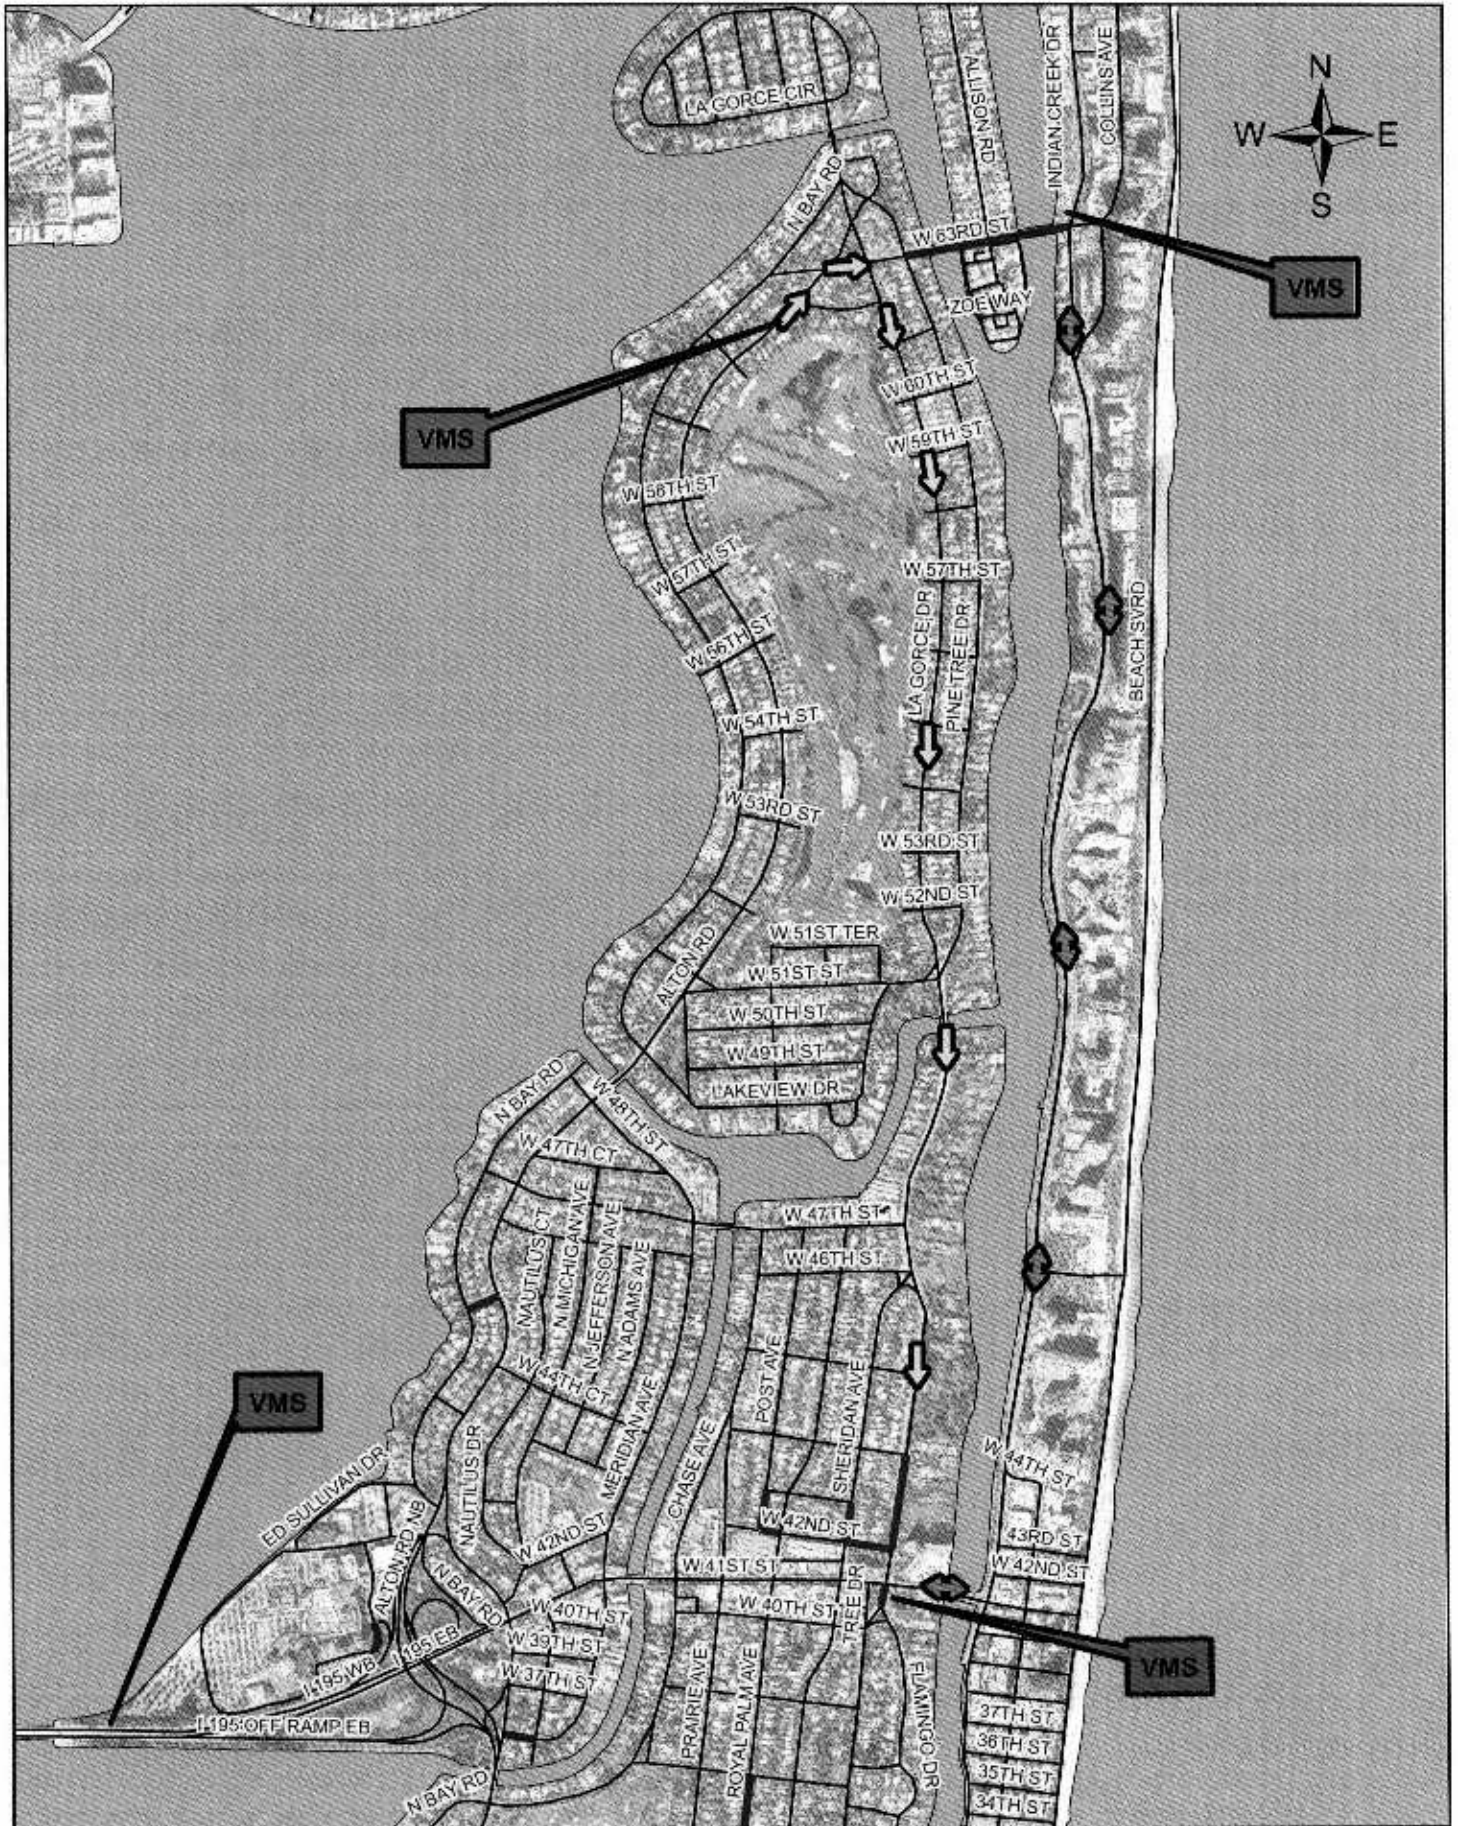 LA GORCE CIR
ALLISON RD
INDIAN CREEK DR
COLLINS AVE
N
W E
S
N BAY RD
W 63RD ST
VMS
ZOE WAY
W 60TH ST
VMS
W 59TH ST
W 58TH ST
W 57TH ST
W 57TH ST
LA GORCE DR
PINE TREE DR
BEACH SVRD
W 56TH ST
W 54TH ST
W 53RD ST
W 53RD ST
W 52ND ST
W 51ST TER
ALTON RD
W 51ST ST
W 50TH ST
W 49TH ST
LAKEVIEW DR
N BAY RD
W 48TH ST
W 47TH CT
W 47TH ST
W 46TH ST
NAUTILUS CT
N MICHIGAN AVE
N JEFFERSON AVE
N ADAMS AVE
POST AVE
SHERIDAN AVE
W 44TH CT
MERIDIAN AVE
VMS
NAUTILUS DR
CHASE AVE
W 44TH ST
ED SULLIVAN DR
ALTON RD NB
W 42ND ST
W 42ND ST
43RD ST
W 42ND ST
W 41ST ST
N BAY RD
W 40TH ST
W 40TH ST
TREE DR
I-195 EB
W 39TH ST
I-195 WB
W 37TH ST
VMS
PRAIRIE AVE
ROYAL PALM AVE
FLAMINGO DR
I-195 OFF RAMP EB
37TH ST
36TH ST
35TH ST
34TH ST
N BAY RD